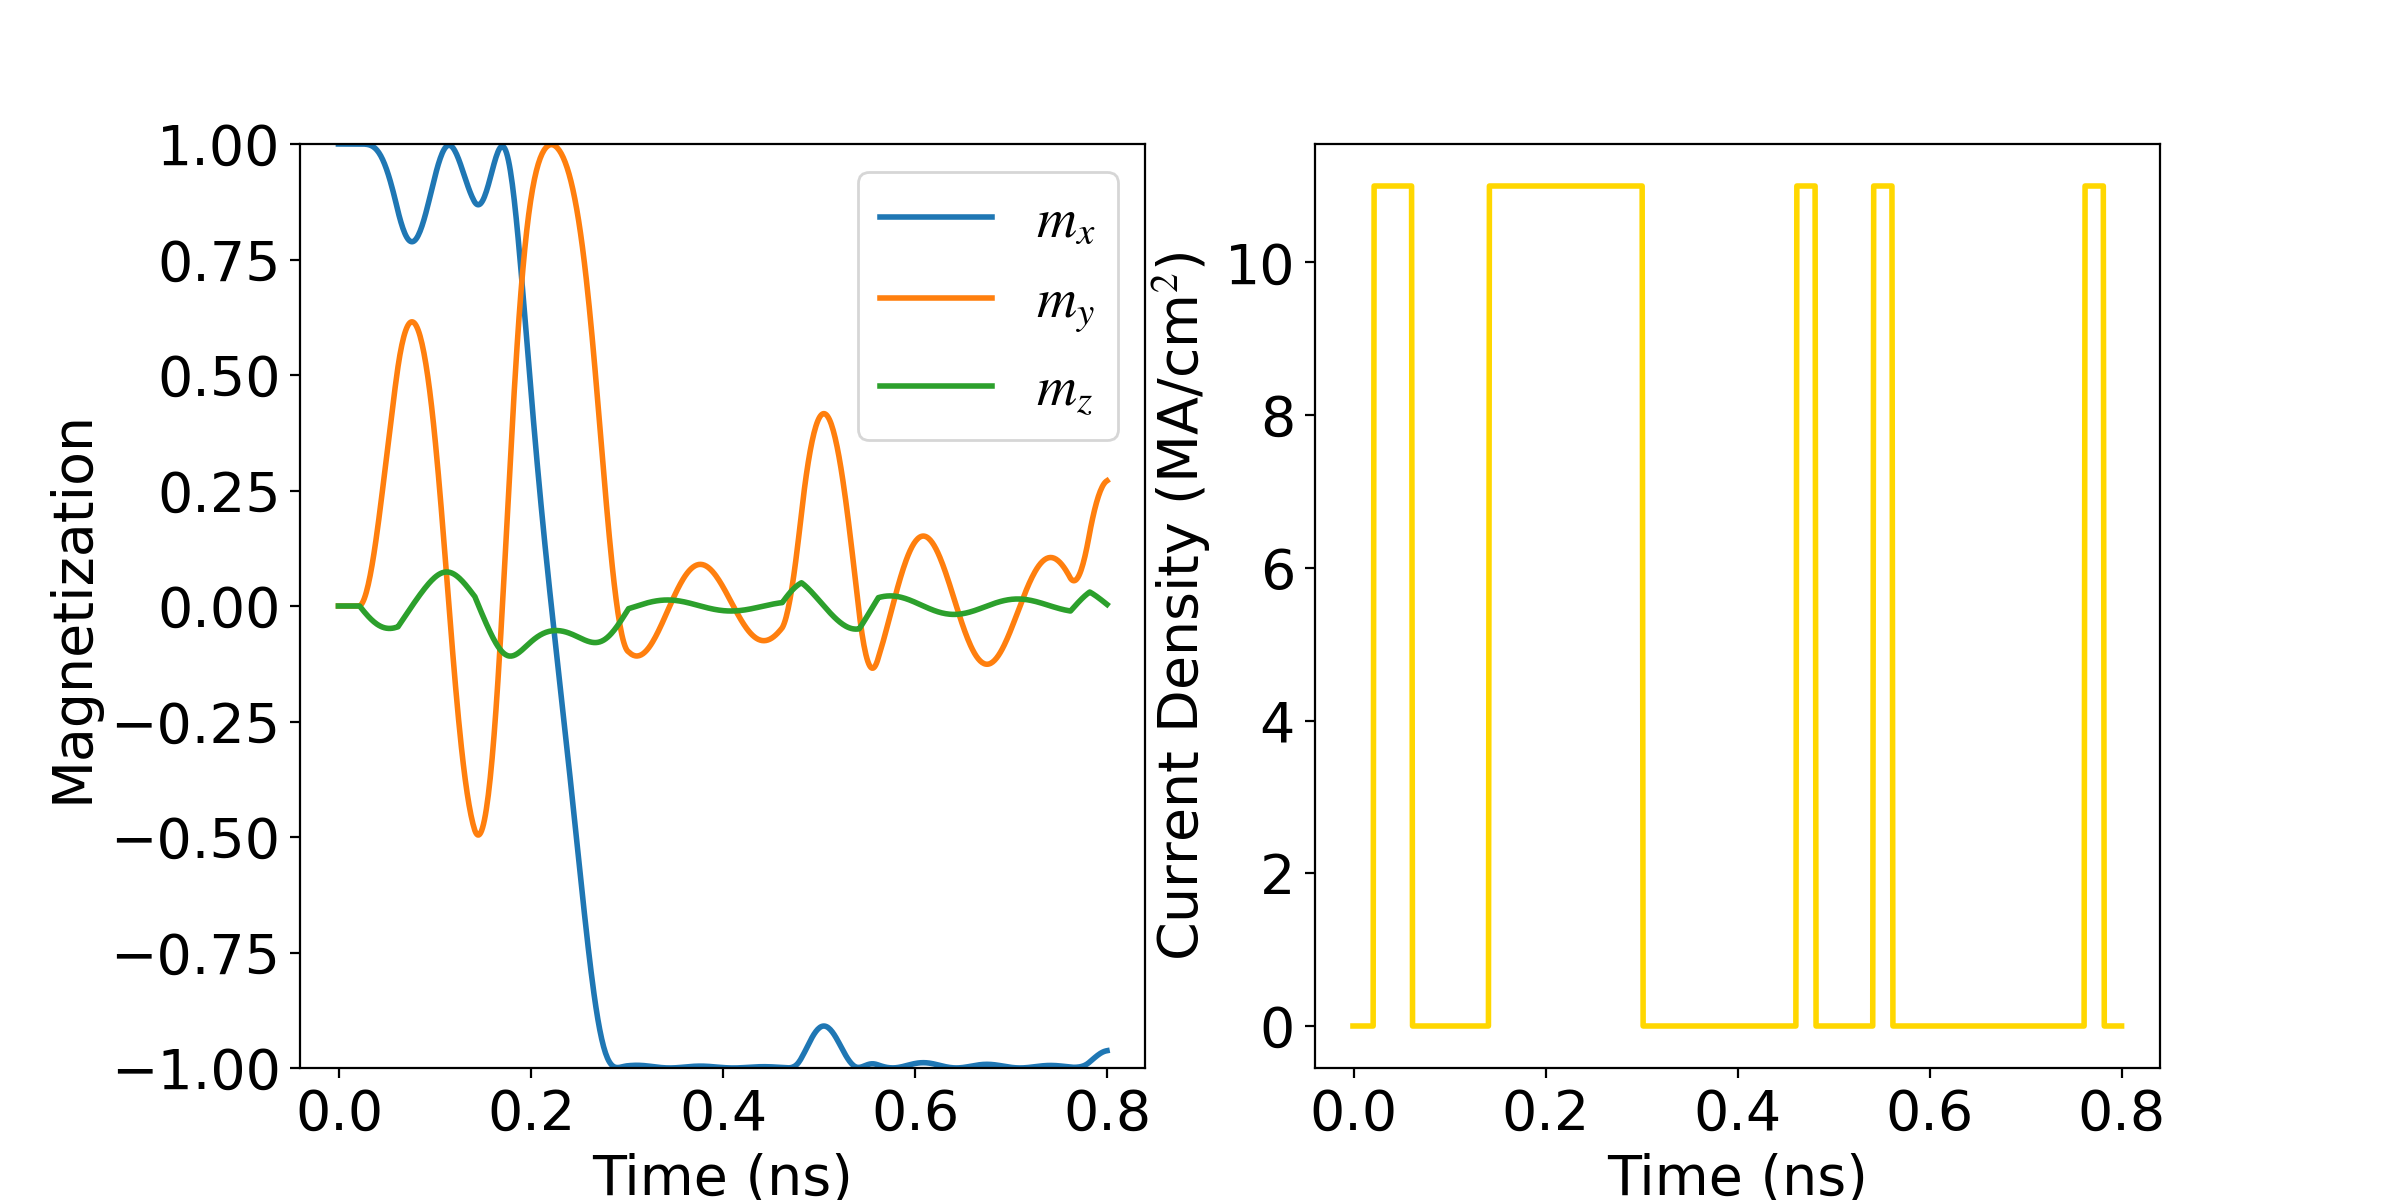 Magnetization
1.00
0.75
0.50
0.25
0.00
−0.25
−0.50
−0.75
−1.00
0.0 0.2 0.4 0.6 0.8
Time (ns)
m_x
m_y
m_z
Current Density (MA/cm²)
10
8
6
4
2
0
0.0 0.2 0.4 0.6 0.8
Time (ns)